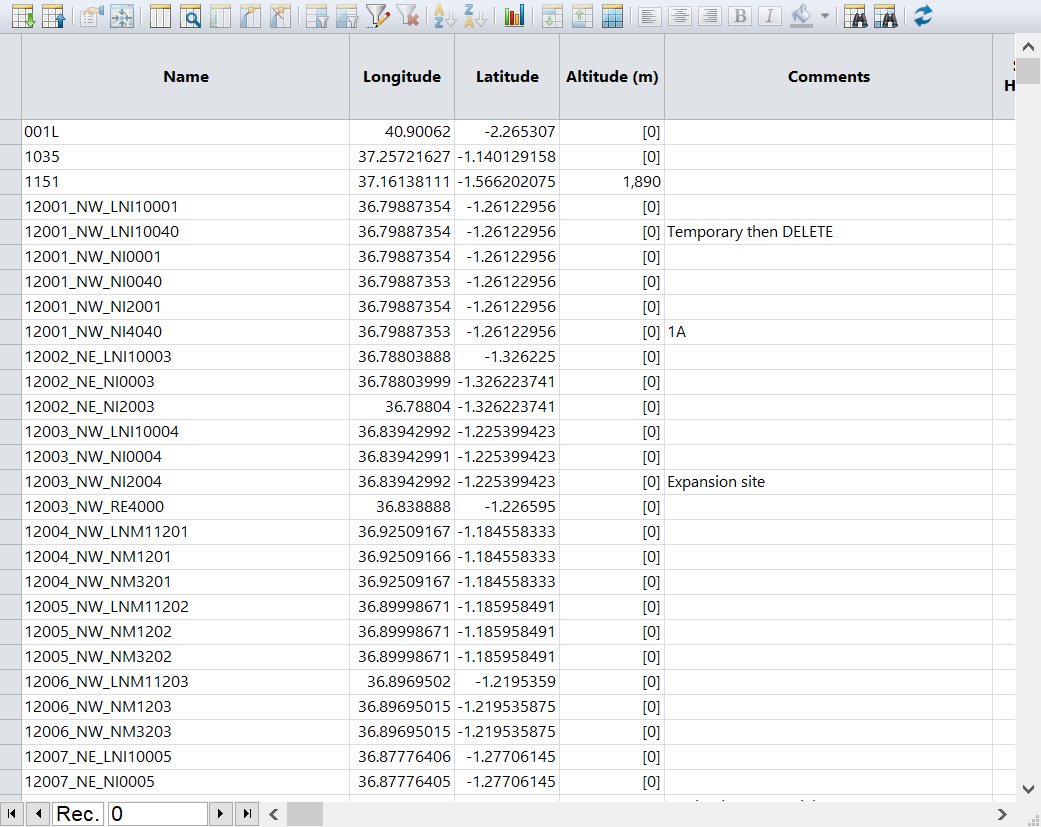 Name Longitude Latitude Altitude (m) Comments H
001L 40.90062 -2.265307 [0]
1035 37.25721627 -1.140129158 [0]
1151 37.16138111 -1.566202075 1,890
12001_NW_LNI10001 36.79887354 -1.26122956 [0]
12001_NW_LNI10040 36.79887354 -1.26122956 [0] Temporary then DELETE
12001_NW_NI0001 36.79887354 -1.26122956 [0]
12001_NW_NI0040 36.79887353 -1.26122956 [0]
12001_NW_NI2001 36.79887354 -1.26122956 [0]
12001_NW_NI4040 36.79887353 -1.26122956 [0] 1A
12002_NE_LNI10003 36.78803888 -1.326225 [0]
12002_NE_NI0003 36.78803999 -1.326223741 [0]
12002_NE_NI2003 36.78804 -1.326223741 [0]
12003_NW_LNI10004 36.83942992 -1.225399423 [0]
12003_NW_NI0004 36.83942991 -1.225399423 [0]
12003_NW_NI2004 36.83942992 -1.225399423 [0] Expansion site
12003_NW_RE4000 36.838888 -1.226595 [0]
12004_NW_LNM11201 36.92509167 -1.184558333 [0]
12004_NW_NM1201 36.92509166 -1.184558333 [0]
12004_NW_NM3201 36.92509167 -1.184558333 [0]
12005_NW_LNM11202 36.89998671 -1.185958491 [0]
12005_NW_NM1202 36.89998671 -1.185958491 [0]
12005_NW_NM3202 36.89998671 -1.185958491 [0]
12006_NW_LNM11203 36.8969502 -1.2195359 [0]
12006_NW_NM1203 36.89695015 -1.219535875 [0]
12006_NW_NM3203 36.89695015 -1.219535875 [0]
12007_NE_LNI10005 36.87776406 -1.27706145 [0]
12007_NE_NI0005 36.87776405 -1.27706145 [0]
Rec. 0